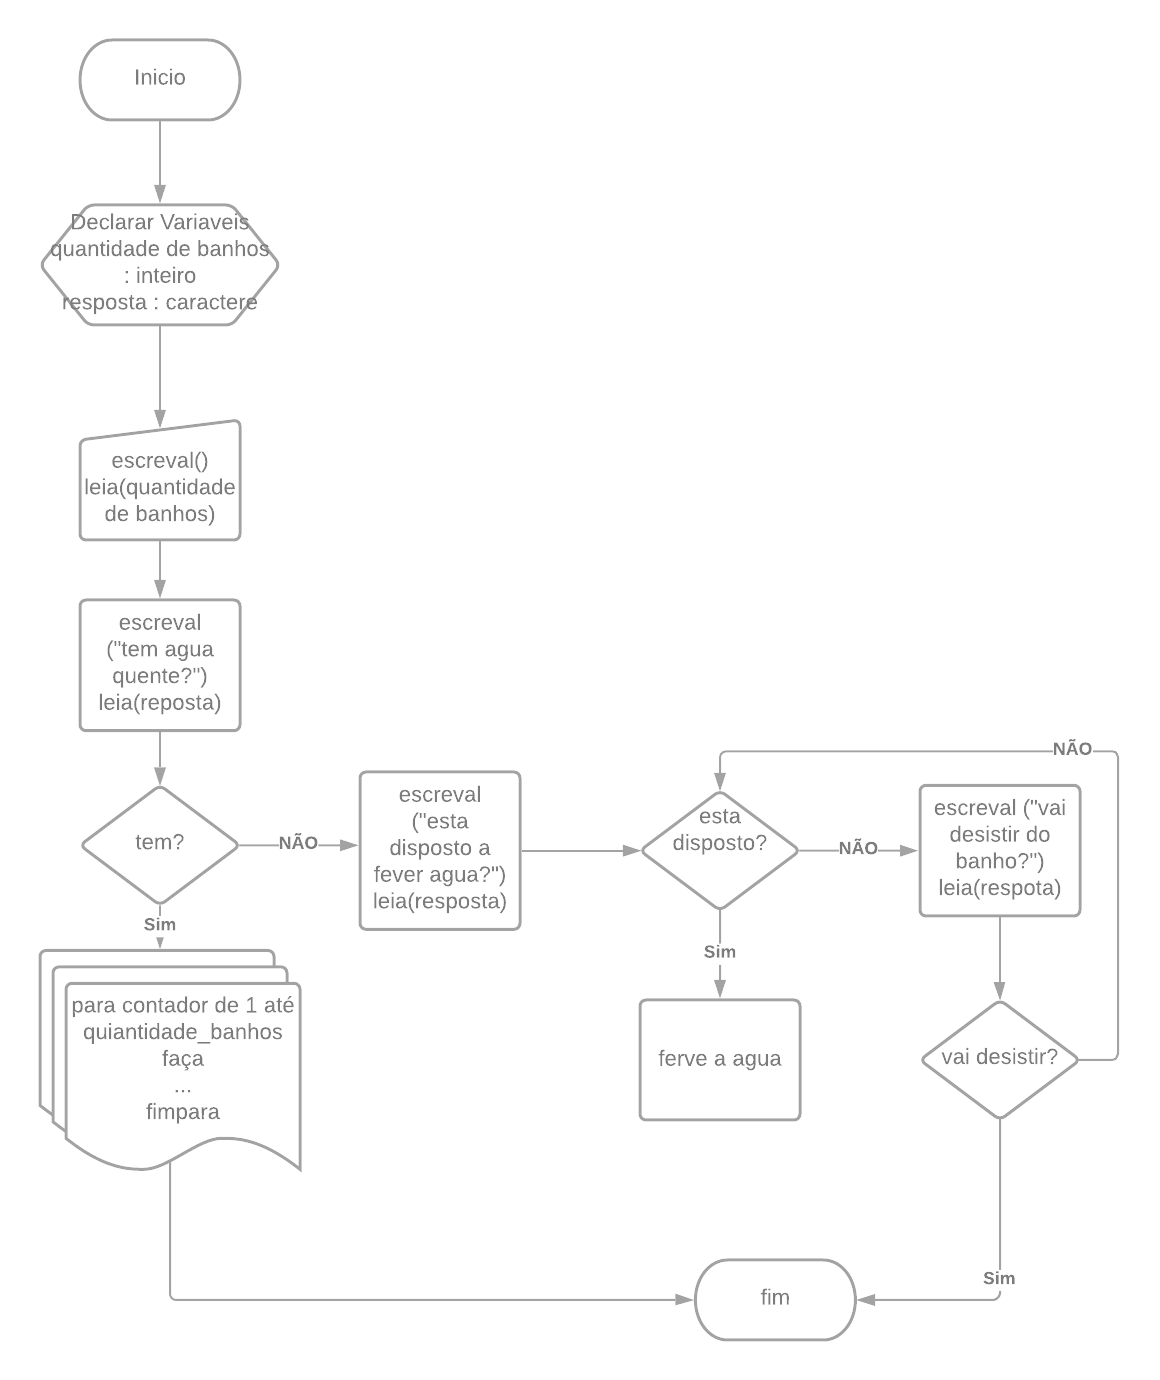 Inicio
Declarar Variaveis
quantidade de banhos
: inteiro
resposta : caractere
escreval()
leia(quantidade
de banhos)
escreval
("tem agua
quente?")
leia(reposta)
tem?
NÃO
Sim
escreval
("esta
disposto a
fever agua?")
leia(resposta)
esta
disposto?
NÃO
Sim
escreval ("vai
desistir do
banho?")
leia(respota)
NÃO
vai desistir?
Sim
ferve a agua
para contador de 1 até
quiantidade_banhos
faça
...
fimpara
fim